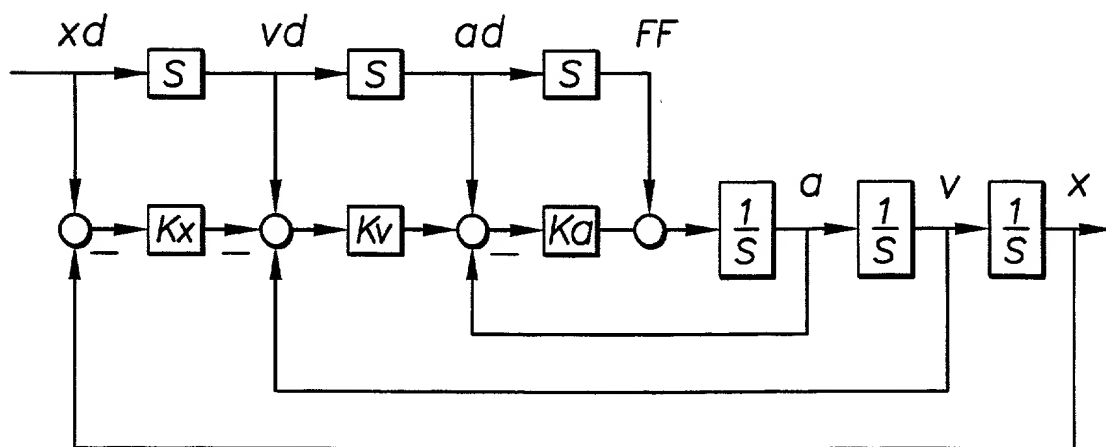 xd vd ad FF
S S S
a v x
Kx Kv Ka 1/S 1/S 1/S
− − −